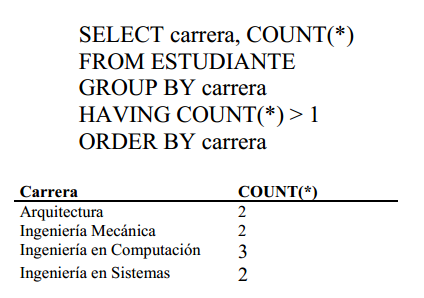 SELECT carrera, COUNT(*)
FROM ESTUDIANTE
GROUP BY carrera
HAVING COUNT(*) > 1
ORDER BY carrera
Carrera COUNT(*)
Arquitectura 2
Ingeniería Mecánica 2
Ingeniería en Computación 3
Ingeniería en Sistemas 2